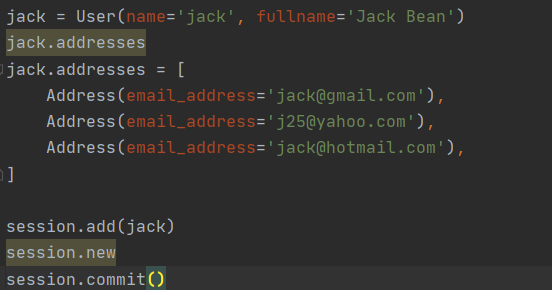 jack = User(name='jack', fullname='Jack Bean')
jack.addresses
jack.addresses = [
    Address(email_address='jack@gmail.com'),
    Address(email_address='j25@yahoo.com'),
    Address(email_address='jack@hotmail.com'),
]

session.add(jack)
session.new
session.commit()